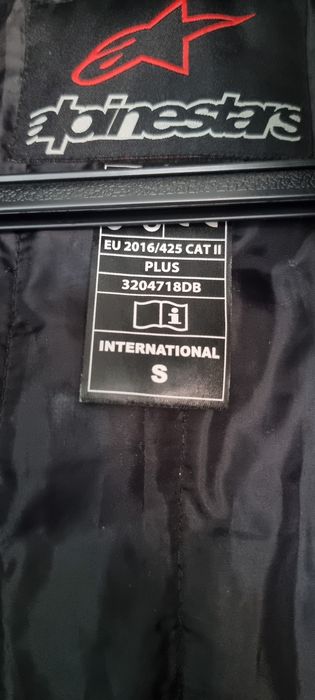 alpinestars
EU 2016/425 CAT II
PLUS
3204718DB
i
INTERNATIONAL
S